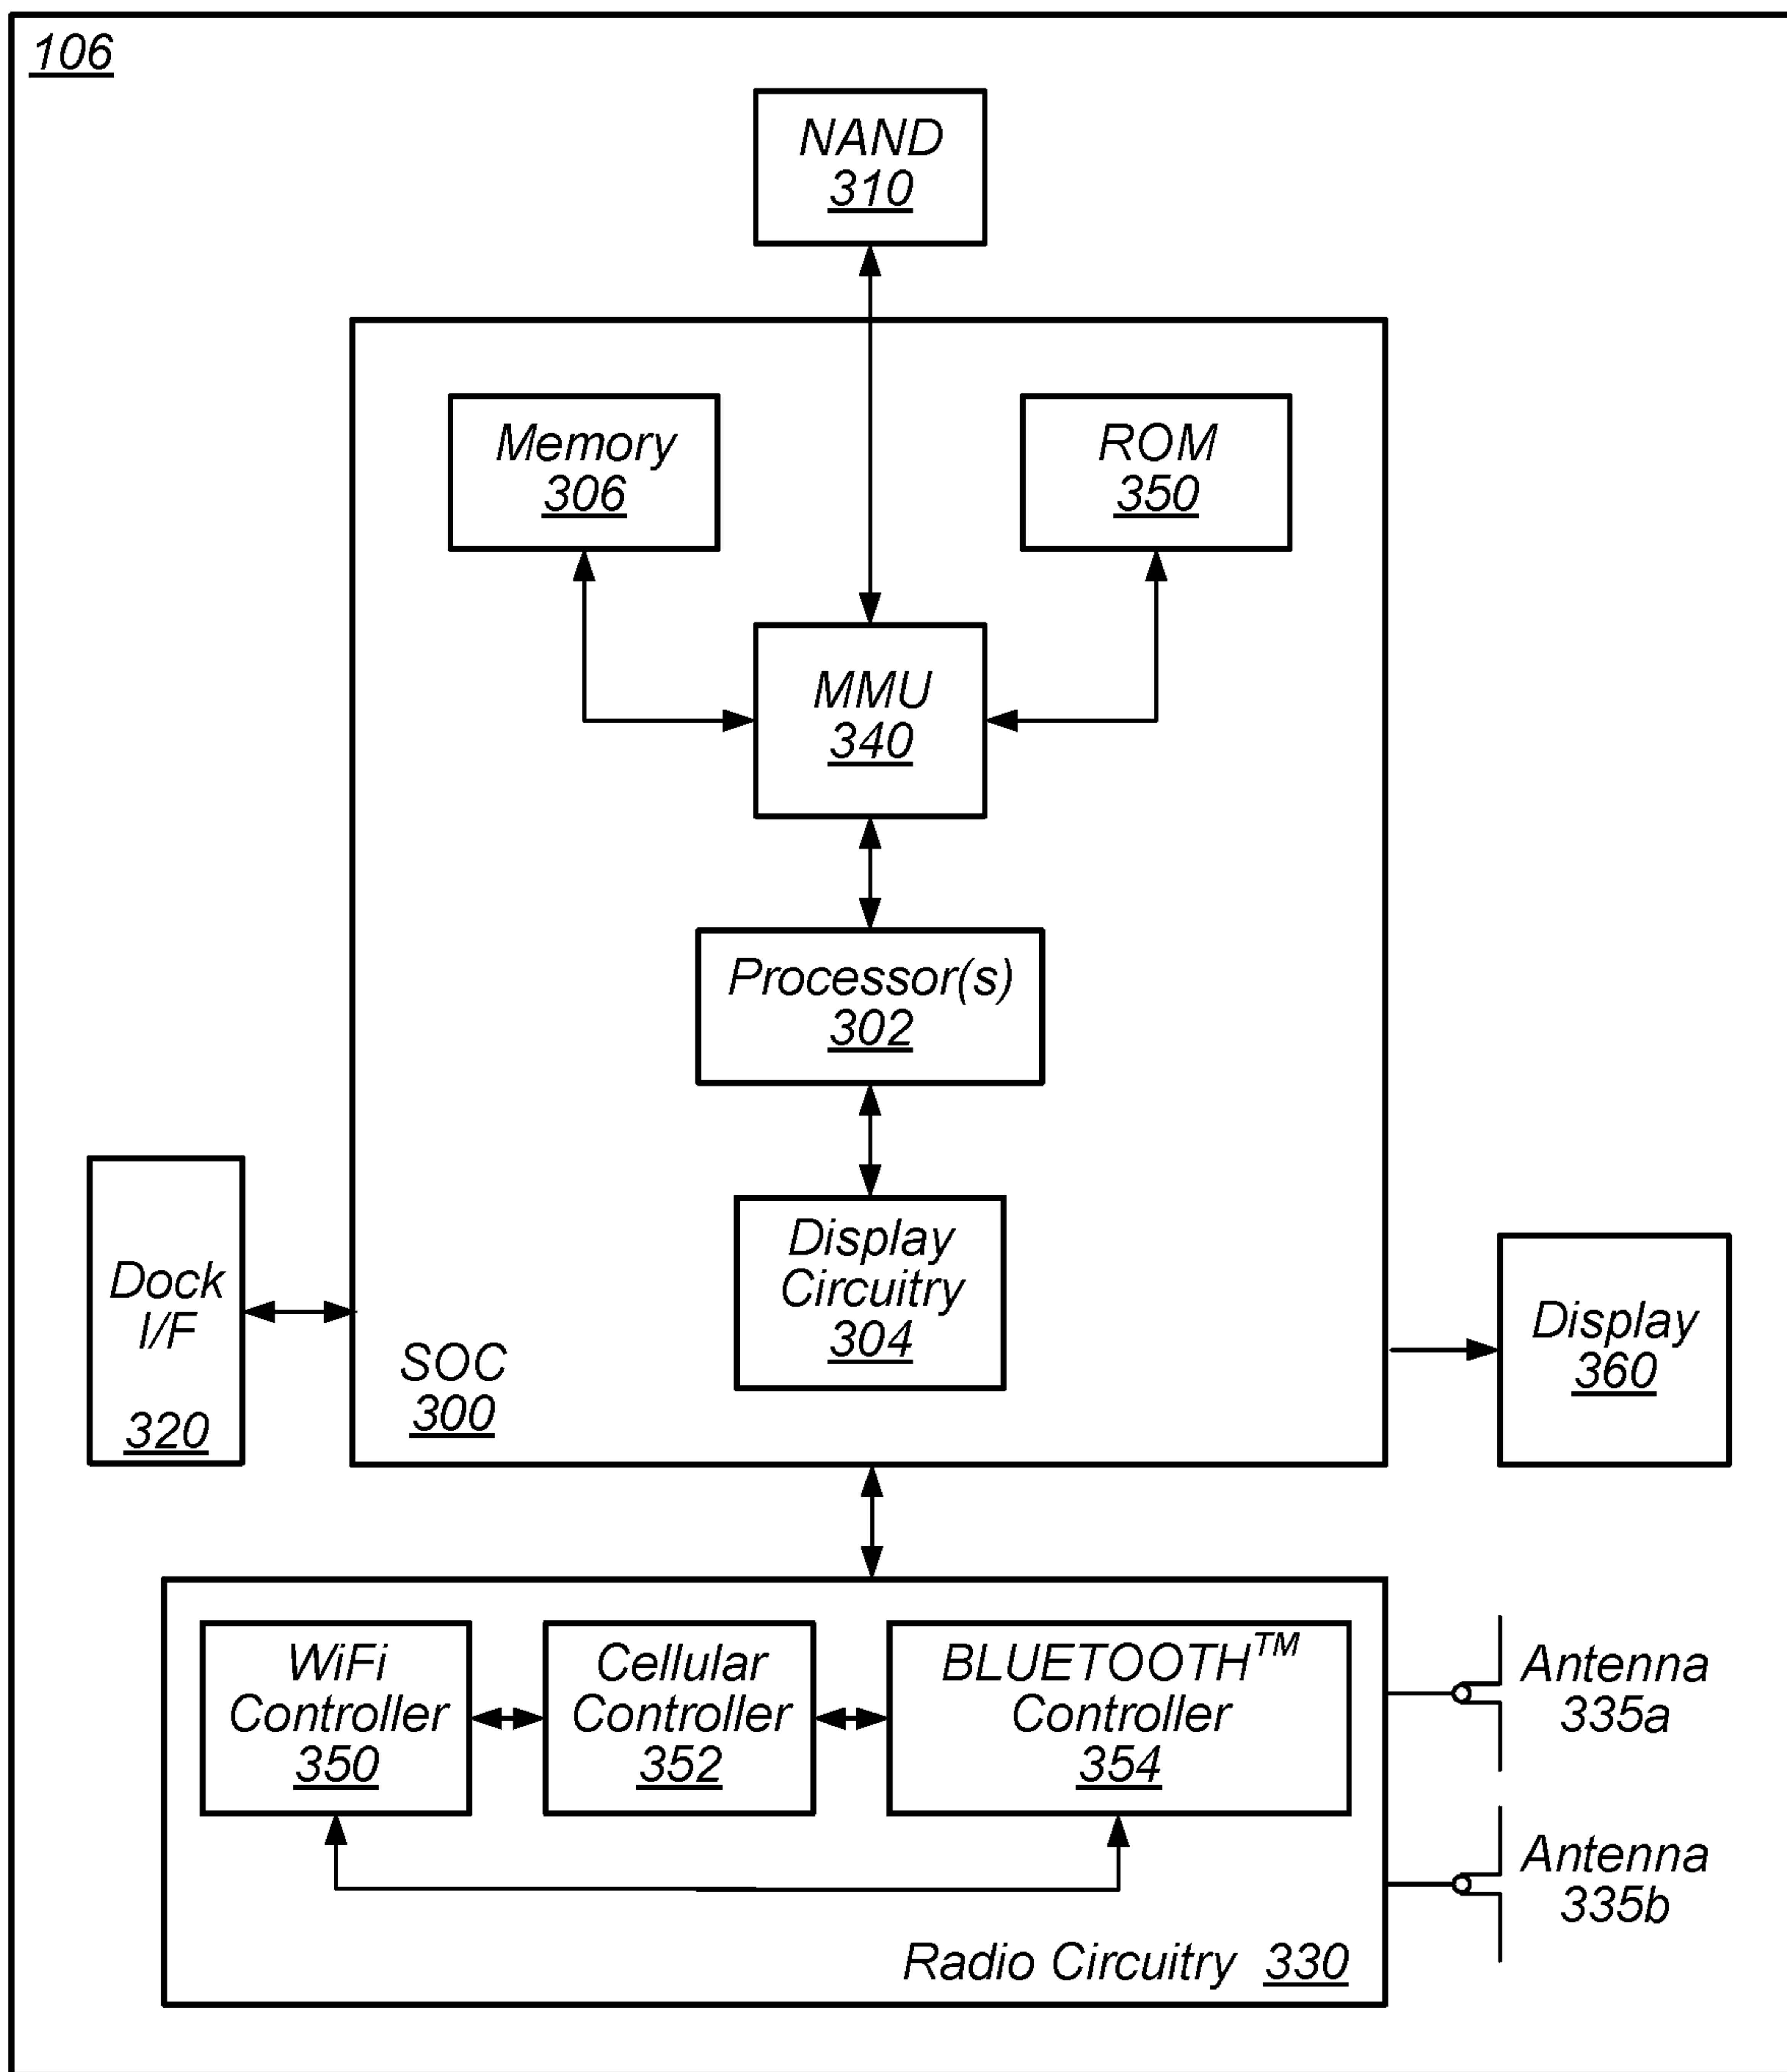 106
NAND
310
Memory
306
ROM
350
MMU
340
Processor(s)
302
Display
Circuitry
304
Dock
I/F
320
SOC
300
Display
360
WiFi
Controller
350
Cellular
Controller
352
BLUETOOTH™
Controller
354
Antenna
335a
Antenna
335b
Radio Circuitry 330